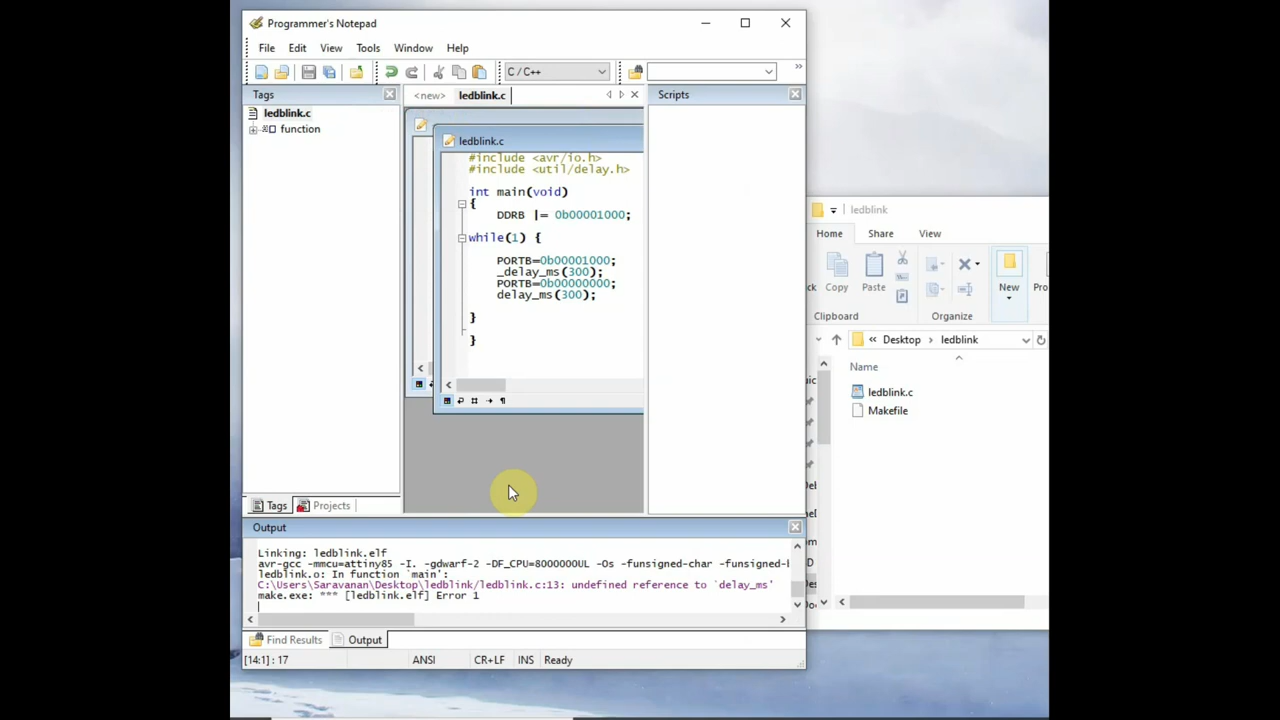 Programmer's Notepad
File Edit View Tools Window Help
C / C++
»
Tags
ledblink.c
function
<new> ledblink.c
ledblink.c
#include <avr/io.h>
#include <util/delay.h>
int main(void)
{
DDRB |= 0b00001000;
while(1) {
PORTB=0b00001000;
_delay_ms(300);
PORTB=0b00000000;
delay_ms(300);
}
}
Scripts
Tags Projects
Output
Linking: ledblink.elf
avr-gcc -mmcu=attiny85 -I. -gdwarf-2 -DF_CPU=8000000UL -Os -funsigned-char -funsigned-b
ledblink.o: In function `main':
C:\Users\Saravanan\Desktop\ledblink/ledblink.c:13: undefined reference to `delay_ms'
make.exe: *** [ledblink.elf] Error 1
Find Results Output
[14:1] : 17 ANSI CR+LF INS Ready
ledblink
Home Share View
Copy Paste New
Clipboard Organize
« Desktop › ledblink
Name
ledblink.c
Makefile